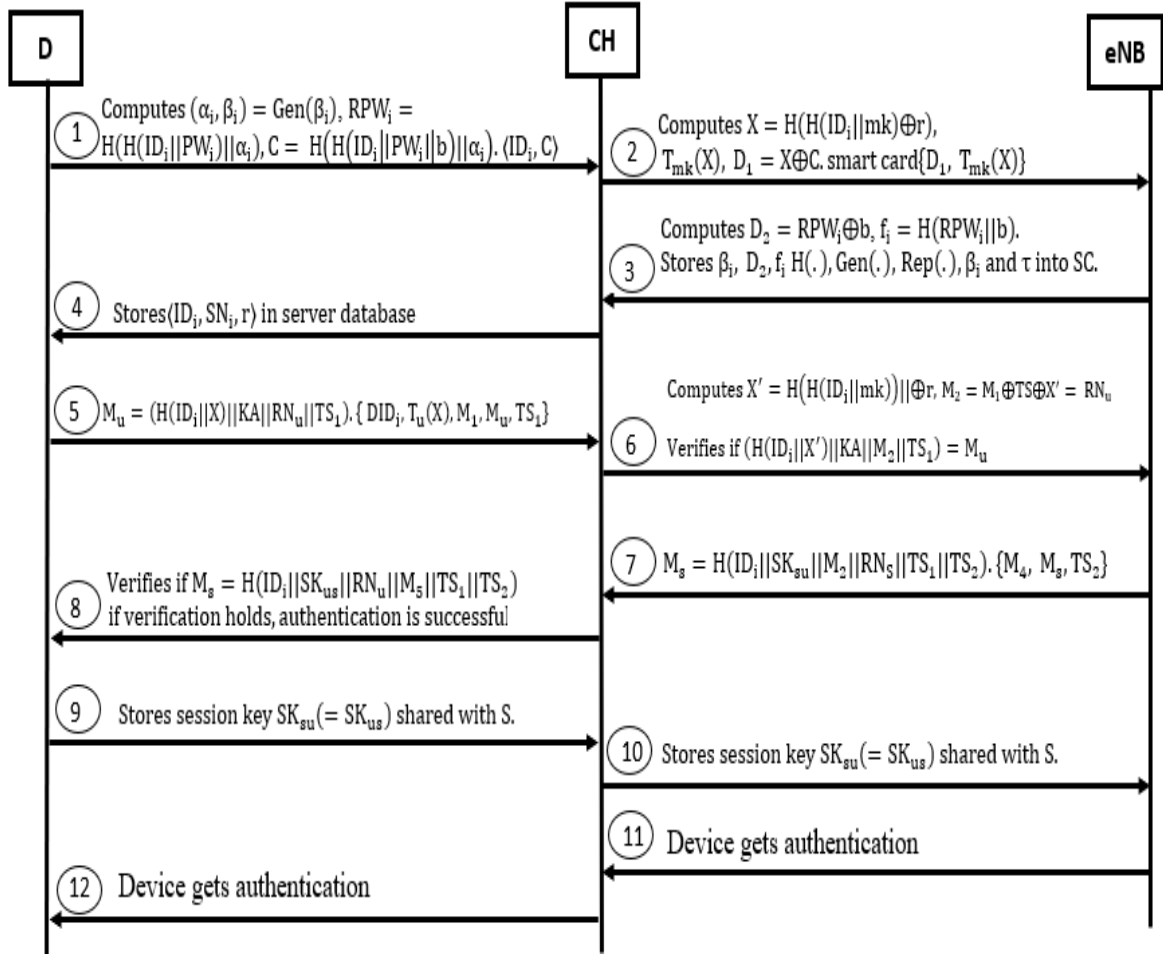 D
CH
eNB
1
Computes (αᵢ, βᵢ) = Gen(βᵢ), RPWᵢ =
H(H(IDᵢ||PWᵢ)||αᵢ), C = H(H(IDᵢ||PWᵢ||b)||αᵢ). ⟨IDᵢ, C⟩
2
Computes X = H(H(IDᵢ||mk)⊕r),
Tₘₖ(X), D₁ = X⊕C. smart card{D₁, Tₘₖ(X)}
3
Computes D₂ = RPWᵢ⊕b, fᵢ = H(RPWᵢ||b).
Stores βᵢ, D₂, fᵢ H(.), Gen(.), Rep(.), βᵢ and τ into SC.
4
Stores⟨IDᵢ, SNᵢ, r⟩ in server database
5
Mᵤ = (H(IDᵢ||X)||KA||RNᵤ||TS₁). { DIDᵢ, Tᵤ(X), M₁, Mᵤ, TS₁}
Computes X′ = H(H(IDᵢ||mk))||⊕r, M₂ = M₁⊕TS⊕X′ = RNᵤ
6
Verifies if (H(IDᵢ||X′)||KA||M₂||TS₁) = Mᵤ
7
Mₛ = H(IDᵢ||SKₛᵤ||M₂||RNₛ||TS₁||TS₂). {M₄, Mₛ, TS₂}
8
Verifies if Mₛ = H(IDᵢ||SKᵤₛ||RNᵤ||M₅||TS₁||TS₂)
if verification holds, authentication is successful
9
Stores session key SKₛᵤ(= SKᵤₛ) shared with S.
10
Stores session key SKₛᵤ(= SKᵤₛ) shared with S.
11
Device gets authentication
12
Device gets authentication